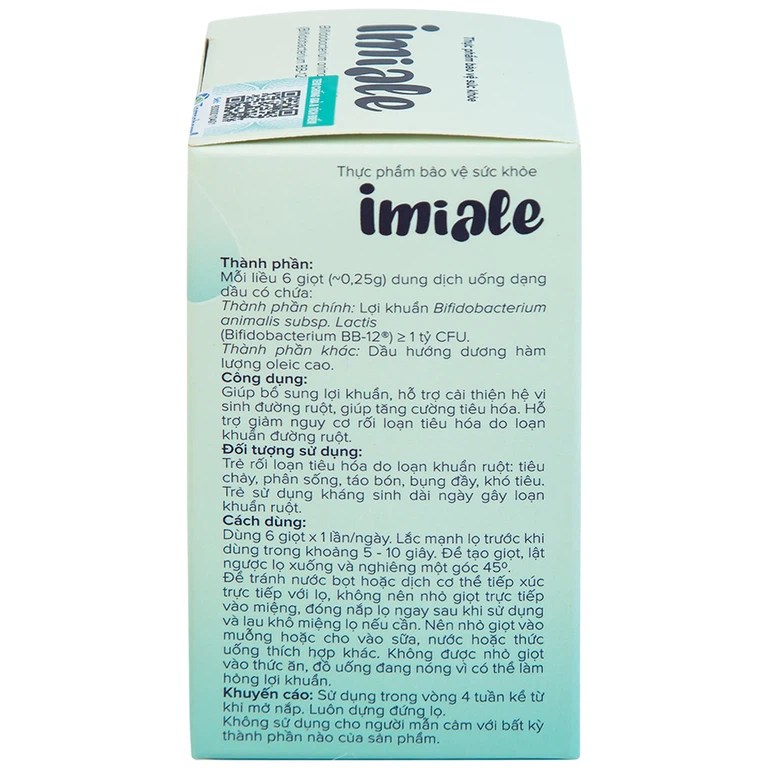 Thực phẩm bảo vệ sức khỏe
imiale
Thực phẩm bảo vệ sức khỏe
imiale
Thành phần:
Mỗi liều 6 giọt (~0,25g) dung dịch uống dạng
dầu có chứa:
Thành phần chính: Lợi khuẩn Bifidobacterium
animalis subsp. Lactis
(Bifidobacterium BB-12®) ≥ 1 tỷ CFU.
Thành phần khác: Dầu hướng dương hàm
lượng oleic cao.
Công dụng:
Giúp bổ sung lợi khuẩn, hỗ trợ cải thiện hệ vi
sinh đường ruột, giúp tăng cường tiêu hóa. Hỗ
trợ giảm nguy cơ rối loạn tiêu hóa do loạn
khuẩn đường ruột.
Đối tượng sử dụng:
Trẻ rối loạn tiêu hóa do loạn khuẩn ruột: tiêu
chảy, phân sống, táo bón, bụng đầy, khó tiêu.
Trẻ sử dụng kháng sinh dài ngày gây loạn
khuẩn ruột.
Cách dùng:
Dùng 6 giọt x 1 lần/ngày. Lắc mạnh lọ trước khi
dùng trong khoảng 5 - 10 giây. Để tạo giọt, lật
ngược lọ xuống và nghiêng một góc 45°.
Để tránh nước bọt hoặc dịch cơ thể tiếp xúc
trực tiếp với lọ, không nên nhỏ giọt trực tiếp
vào miệng, đóng nắp lọ ngay sau khi sử dụng
và lau khô miệng lọ nếu cần. Nên nhỏ giọt vào
muỗng hoặc cho vào sữa, nước hoặc thức
uống thích hợp khác. Không được nhỏ giọt
vào thức ăn, đồ uống đang nóng vì có thể làm
hỏng lợi khuẩn.
Khuyến cáo: Sử dụng trong vòng 4 tuần kể từ
khi mở nắp. Luôn dựng đứng lọ.
Không sử dụng cho người mẫn cảm với bất kỳ
thành phần nào của sản phẩm.